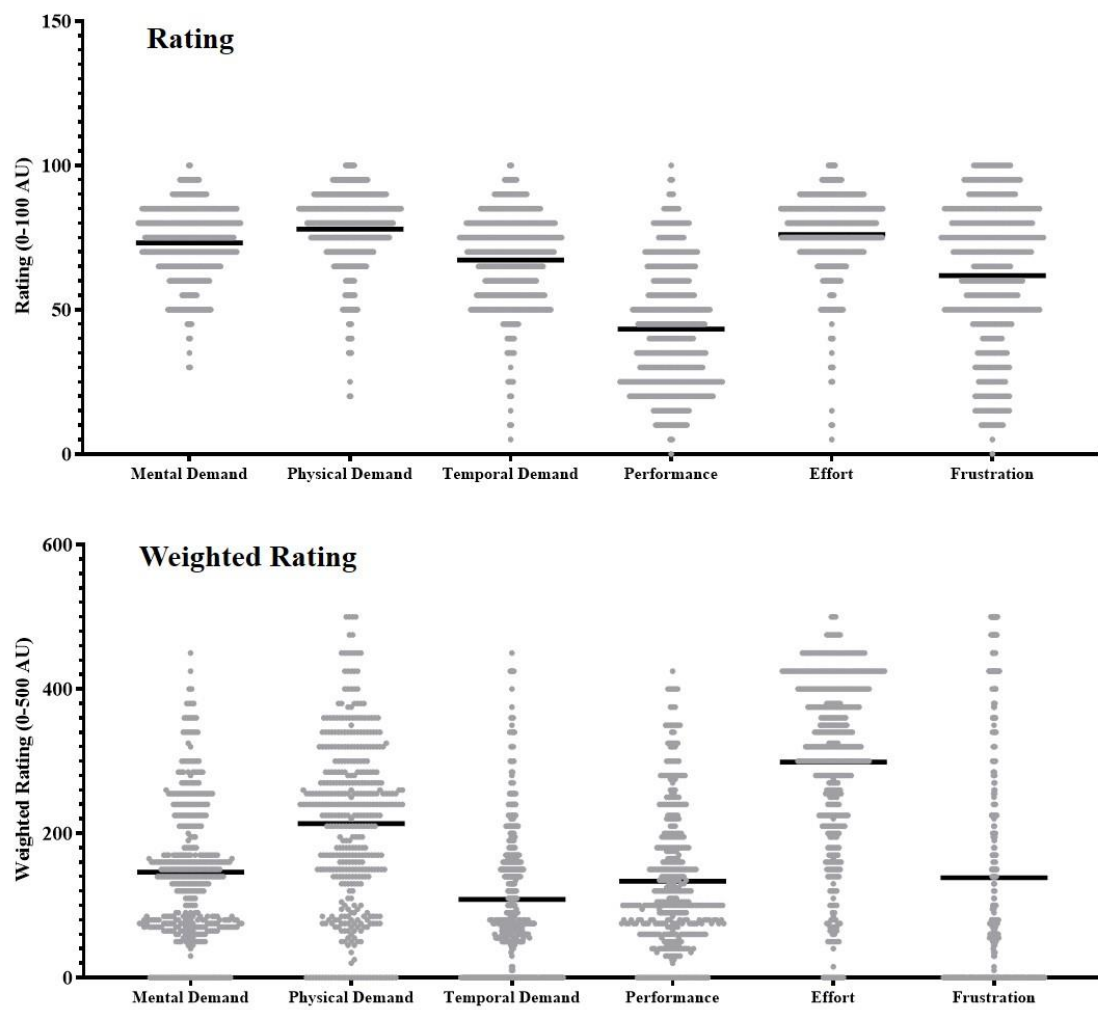 Rating
Rating (0-100 AU)
150
100
50
0
Mental Demand Physical Demand Temporal Demand Performance Effort Frustration
Weighted Rating
Weighted Rating (0-500 AU)
600
400
200
0
Mental Demand Physical Demand Temporal Demand Performance Effort Frustration